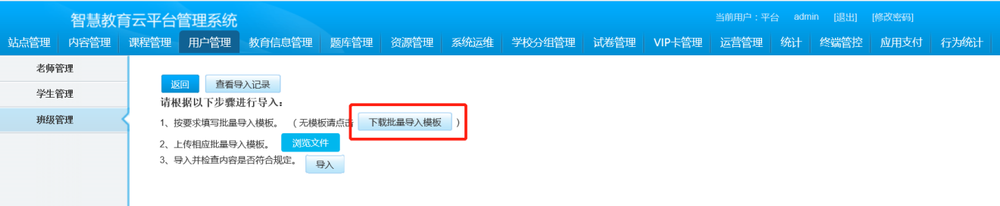 智慧教育云平台管理系统
当前用户：平台 admin [退出] [修改密码]
站点管理 内容管理 课程管理 用户管理 教育信息管理 题库管理 资源管理 系统运维 学校分组管理 试卷管理 VIP卡管理 运营管理 统计 终端管控 应用支付 行为统计
老师管理
学生管理
班级管理
返回 查看导入记录
请根据以下步骤进行导入：
1、按要求填写批量导入模板。 （无模板请点击 下载批量导入模板 ）
2、上传相应批量导入模板。 浏览文件
3、导入并检查内容是否符合规定。 导入